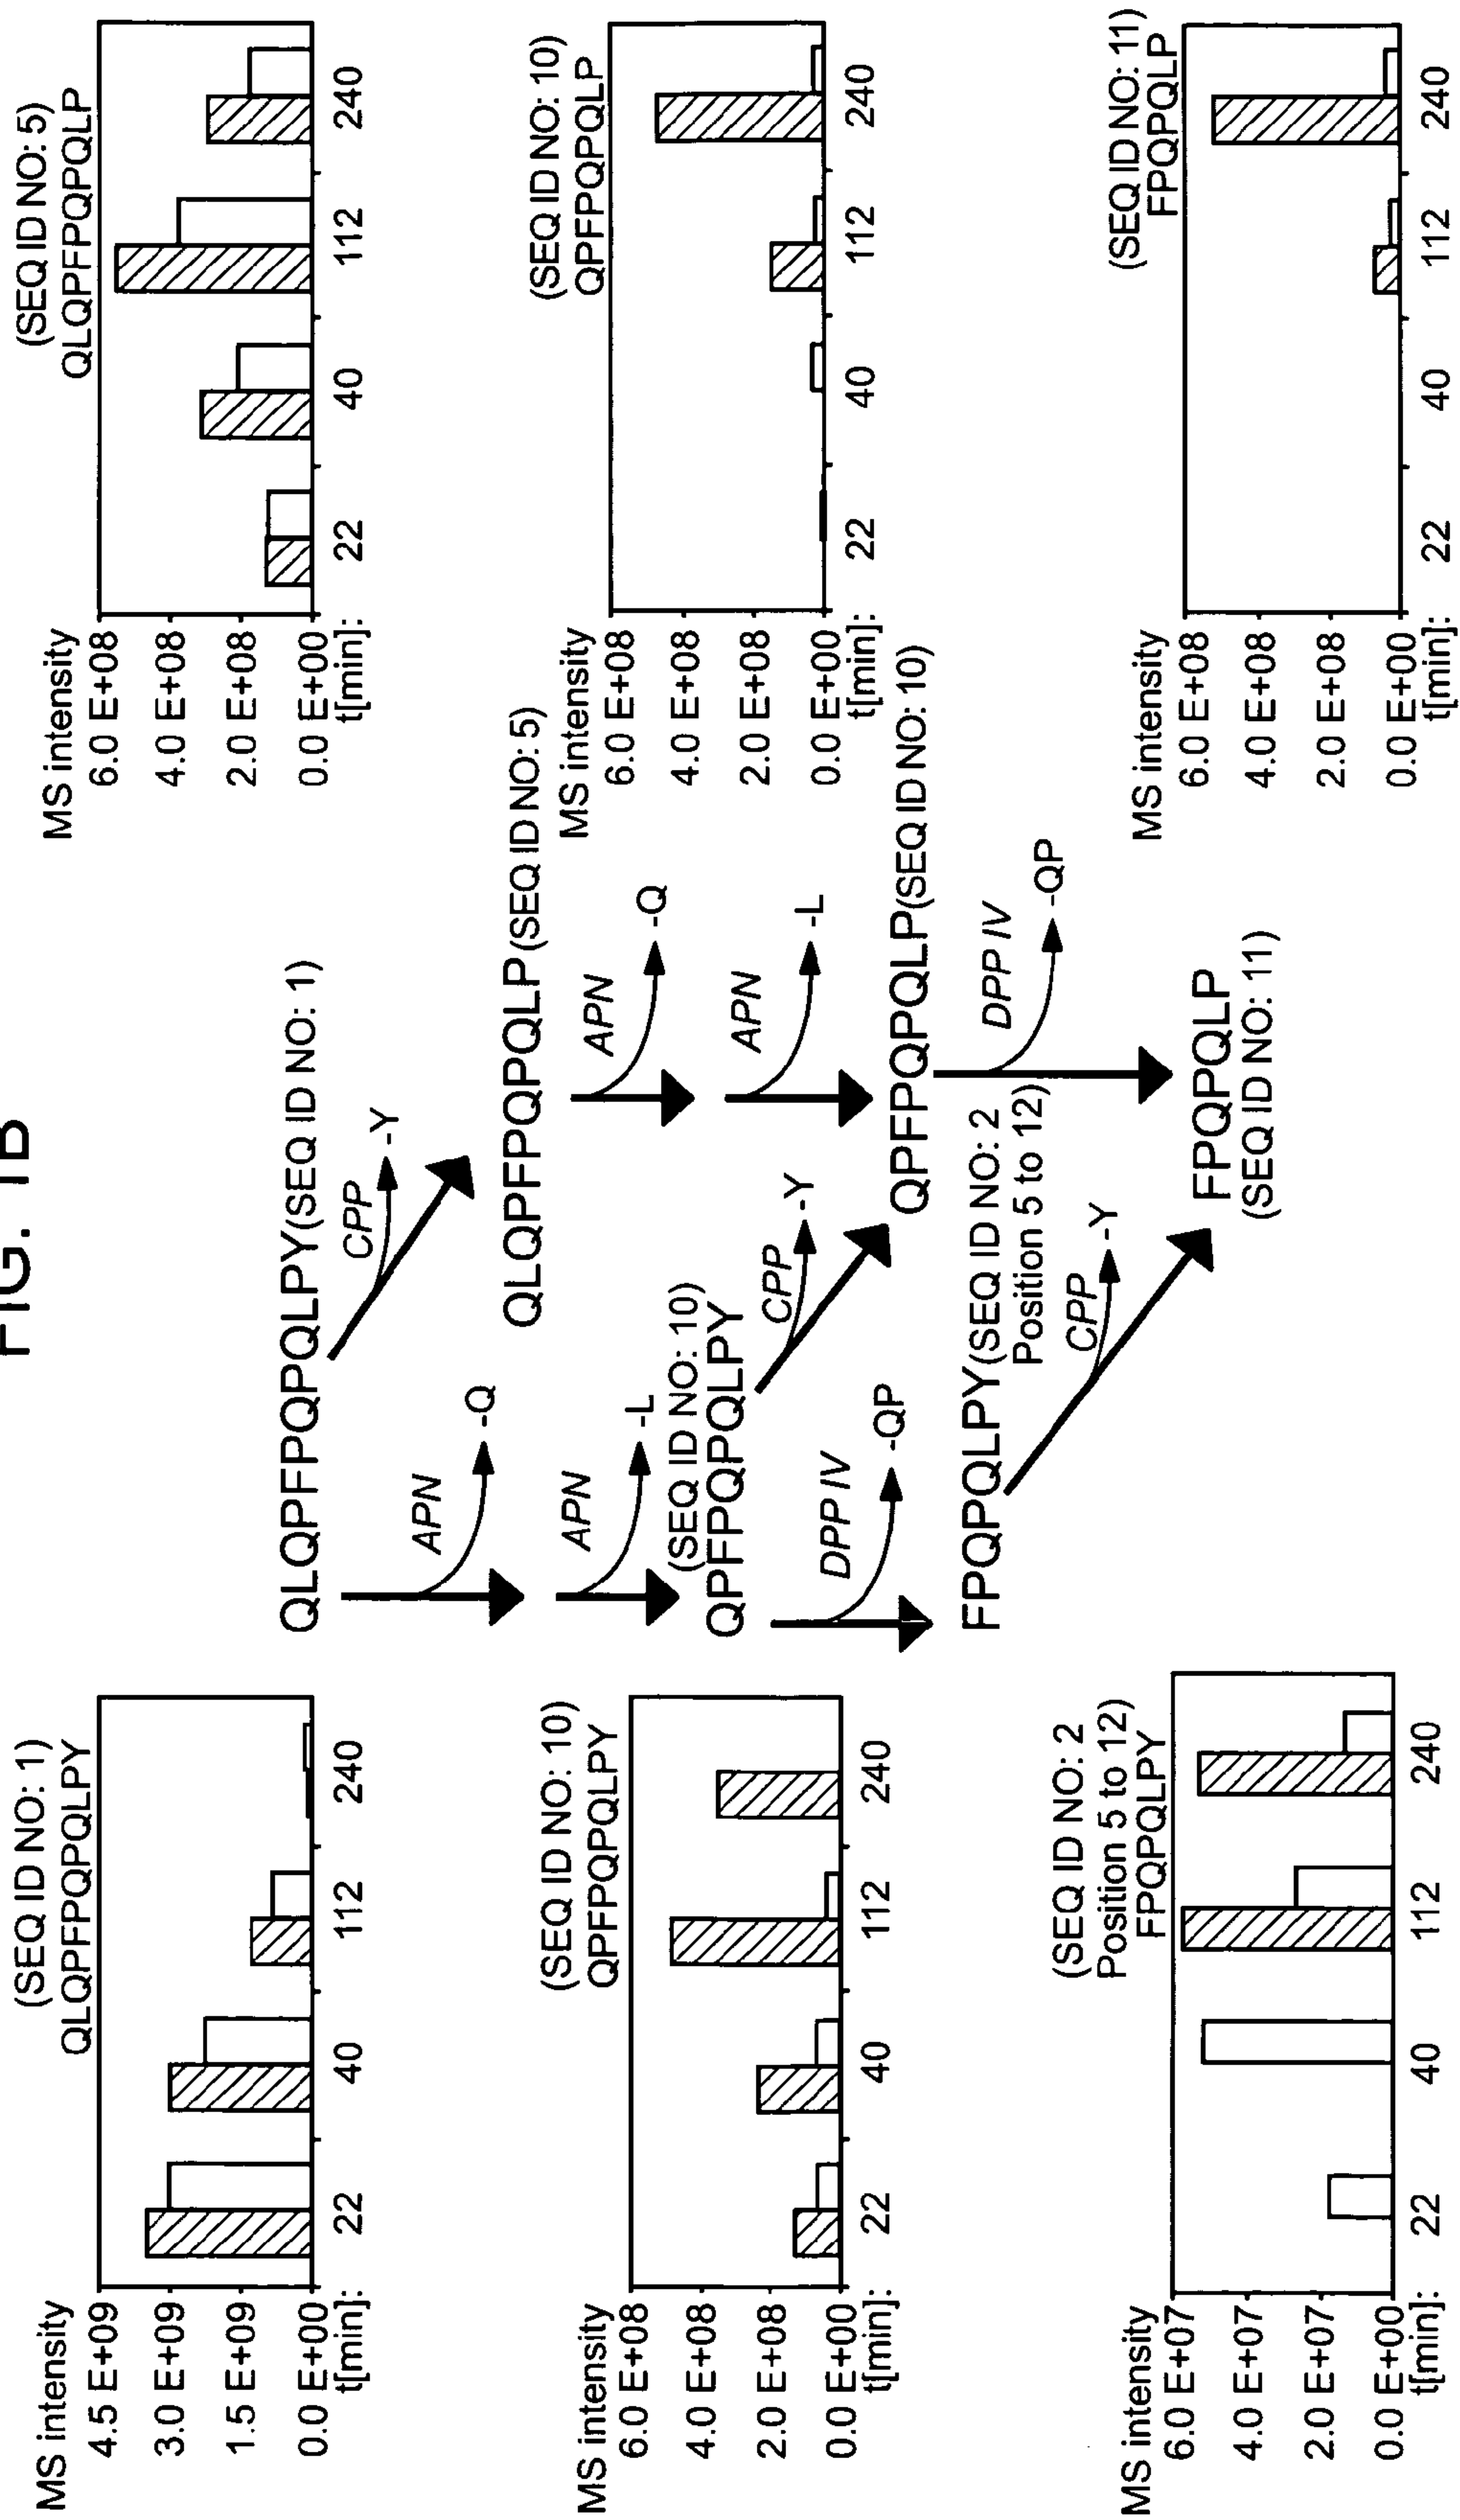 FIG. 1B
(SEQ ID NO: 1)
QLQPFPQPQLPY
MS intensity
4.5 E+09
3.0 E+09
1.5 E+09
0.0 E+00
t[min]:
22
40
112
240
(SEQ ID NO: 10)
QPFPQPQLPY
MS intensity
6.0 E+08
4.0 E+08
2.0 E+08
0.0 E+00
t[min]:
22
40
112
240
(SEQ ID NO: 2
Position 5 to 12)
FPQPQLPY
MS intensity
6.0 E+07
4.0 E+07
2.0 E+07
0.0 E+00
t[min]:
22
40
112
240
QLQPFPQPQLPY(SEQ ID NO: 1)
CPP
-Y
APN
-Q
APN
-L
(SEQ ID NO: 10)
QPFPQPQLPY
CPP
-Y
DPP IV
-QP
FPQPQLPY(SEQ ID NO: 2
Position 5 to 12)
CPP
-Y
QLQPFPQPQLP(SEQ ID NO: 5)
APN
-Q
APN
-L
QPFPQPQLP(SEQ ID NO: 10)
DPP IV
-QP
FPQPQLP
(SEQ ID NO: 11)
(SEQ ID NO: 5)
QLQPFPQPQLP
MS intensity
6.0 E+08
4.0 E+08
2.0 E+08
0.0 E+00
t[min]:
22
40
112
240
(SEQ ID NO: 10)
QPFPQPQLP
MS intensity
6.0 E+08
4.0 E+08
2.0 E+08
0.0 E+00
t[min]:
22
40
112
240
(SEQ ID NO: 11)
FPQPQLP
MS intensity
6.0 E+08
4.0 E+08
2.0 E+08
0.0 E+00
t[min]:
22
40
112
240